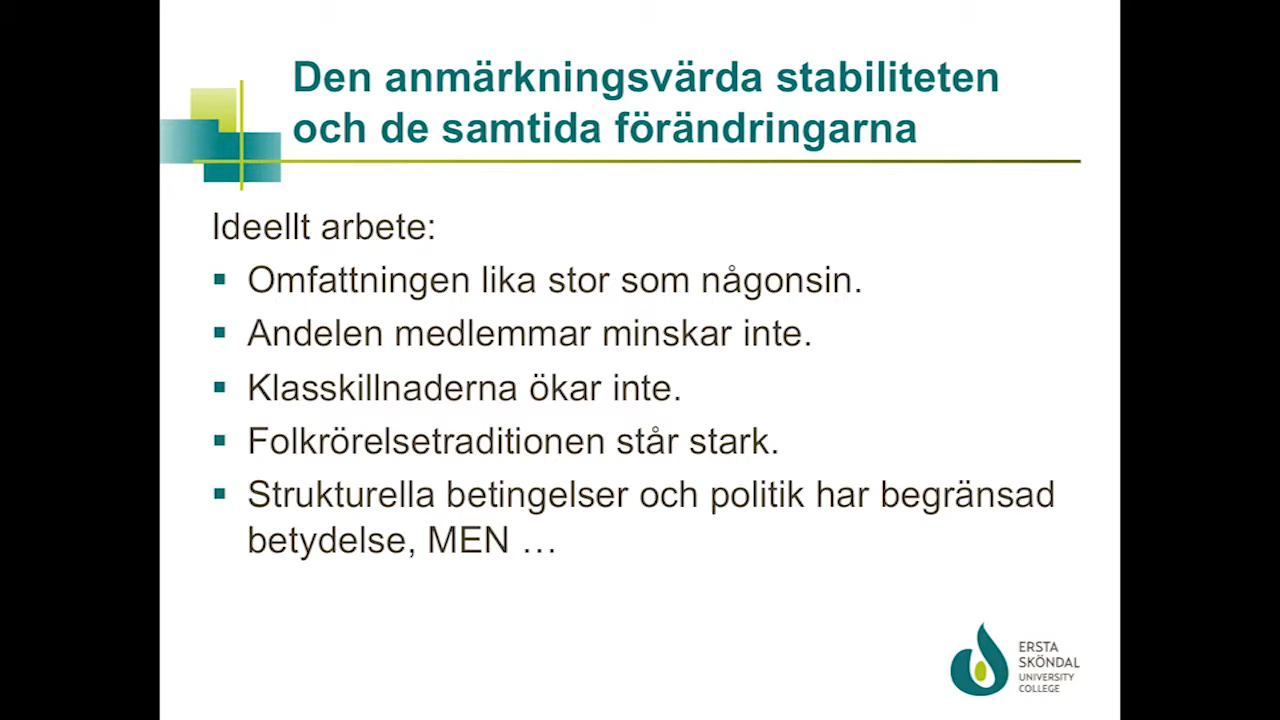 Den anmärkningsvärda stabiliteten
och de samtida förändringarna
Ideellt arbete:
▪ Omfattningen lika stor som någonsin.
▪ Andelen medlemmar minskar inte.
▪ Klasskillnaderna ökar inte.
▪ Folkrörelsetraditionen står stark.
▪ Strukturella betingelser och politik har begränsad
betydelse, MEN …
ERSTA
SKÖNDAL
UNIVERSITY
COLLEGE